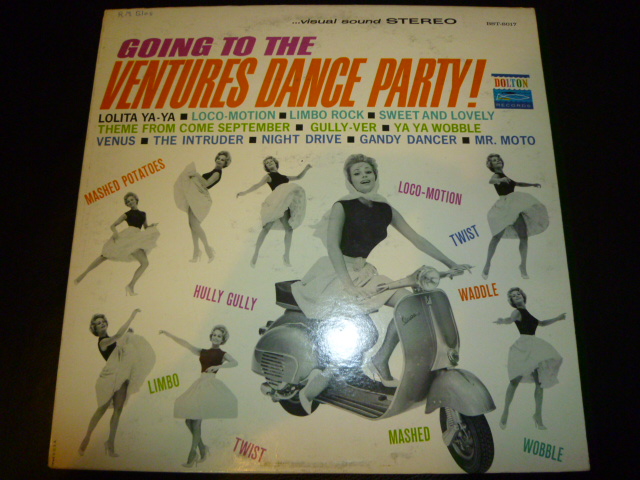 ...visual sound STEREO
GOING TO THE
VENTURES DANCE PARTY!
DOLTON
RECORDS
LOLITA YA-YA ■ LOCO-MOTION ■ LIMBO ROCK ■ SWEET AND LOVELY
THEME FROM COME SEPTEMBER ■ GULLY-VER ■ YA YA WOBBLE
VENUS ■ THE INTRUDER ■ NIGHT DRIVE ■ GANDY DANCER ■ MR. MOTO
MASHED POTATOES
LOCO-MOTION
TWIST
HULLY GULLY
WADDLE
LIMBO
TWIST
MASHED
WOBBLE